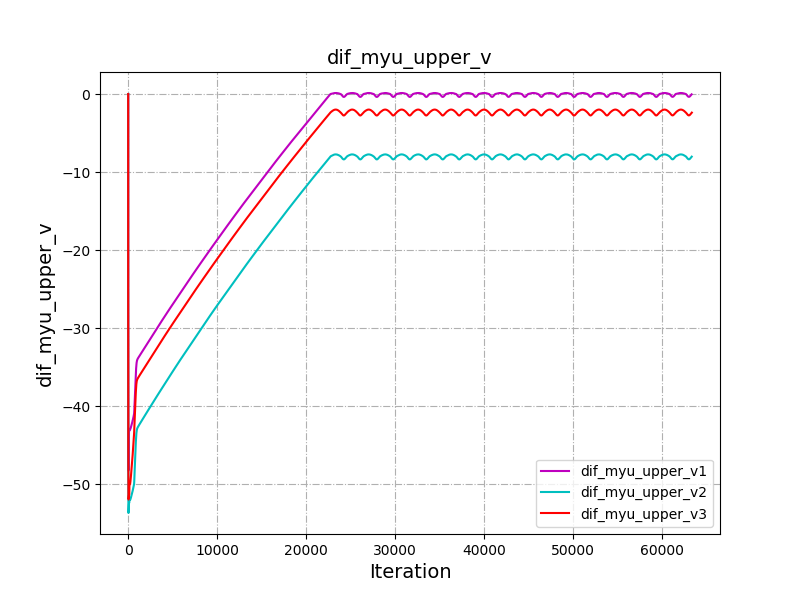 dif_myu_upper_v
dif_myu_upper_v
0
−10
−20
−30
−40
−50
0 10000 20000 30000 40000 50000 60000
Iteration
dif_myu_upper_v1
dif_myu_upper_v2
dif_myu_upper_v3